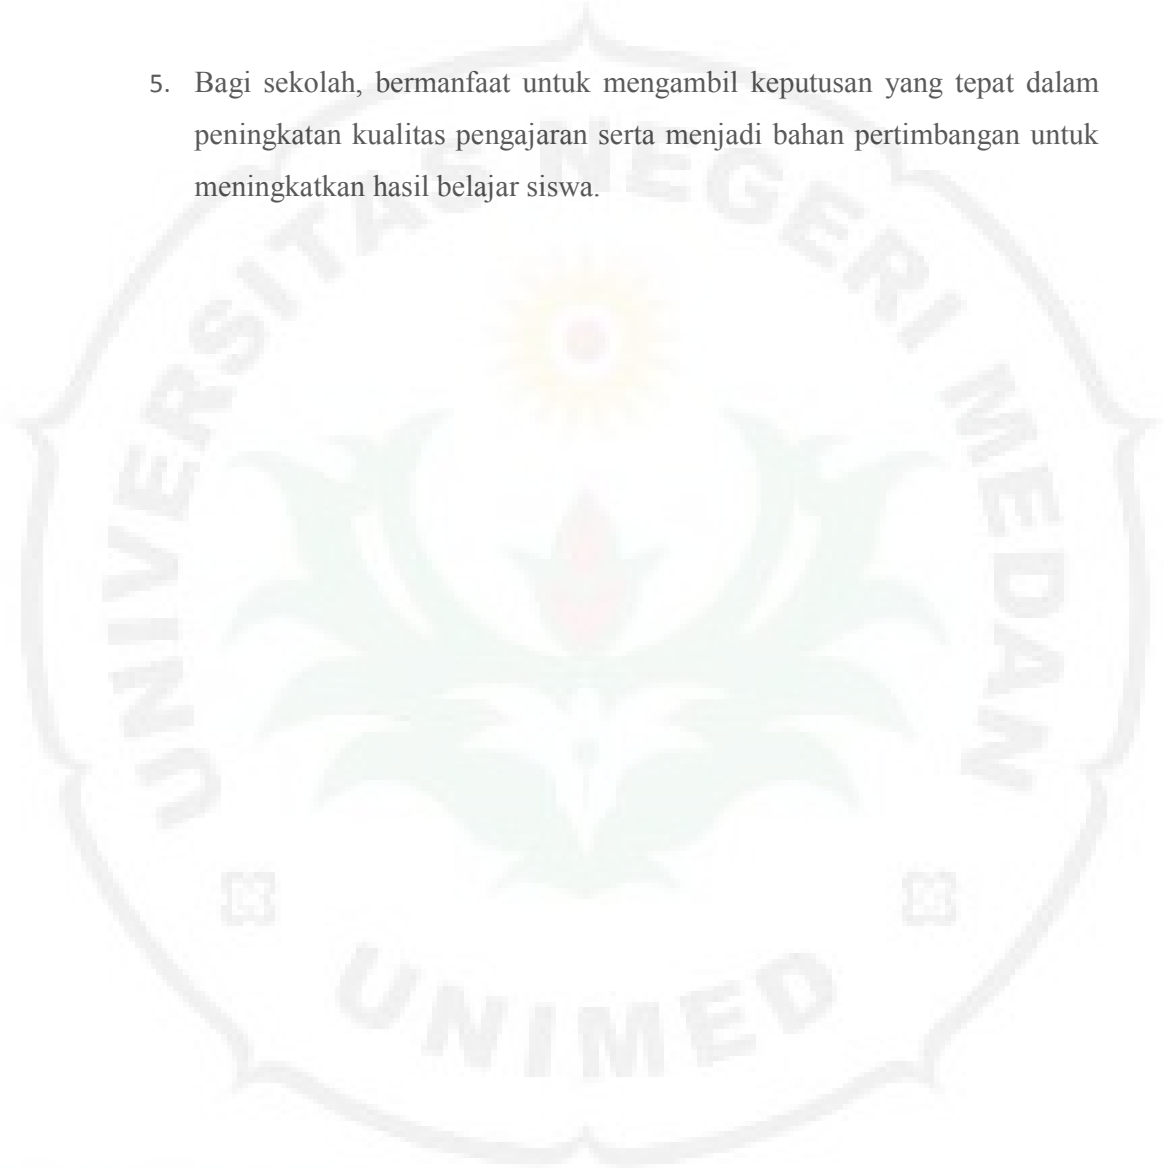 5. Bagi sekolah, bermanfaat untuk mengambil keputusan yang tepat dalam
peningkatan kualitas pengajaran serta menjadi bahan pertimbangan untuk
meningkatkan hasil belajar siswa.
UNIVERSITAS NEGERI MEDAN
UNIMED